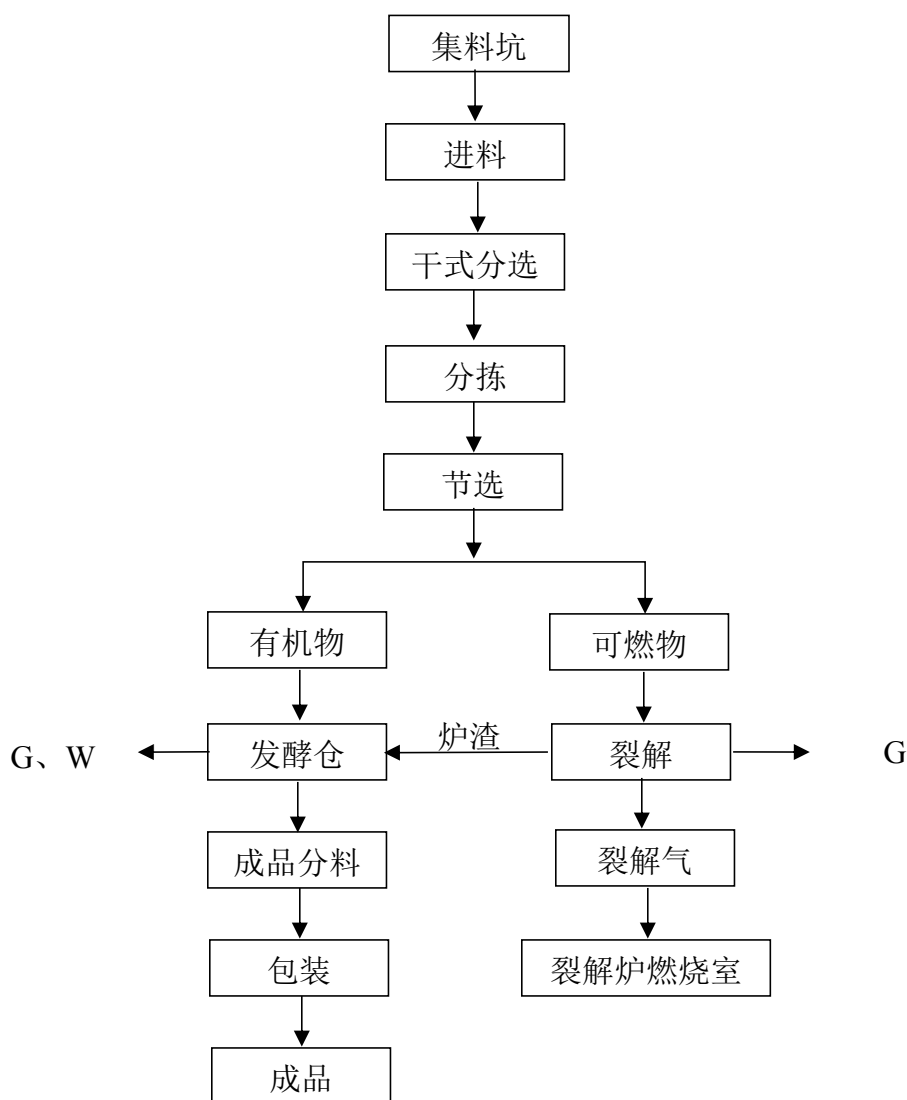 集料坑
进料
干式分选
分拣
节选
有机物
可燃物
G、W
发酵仓
炉渣
裂解
G
成品分料
裂解气
包装
裂解炉燃烧室
成品